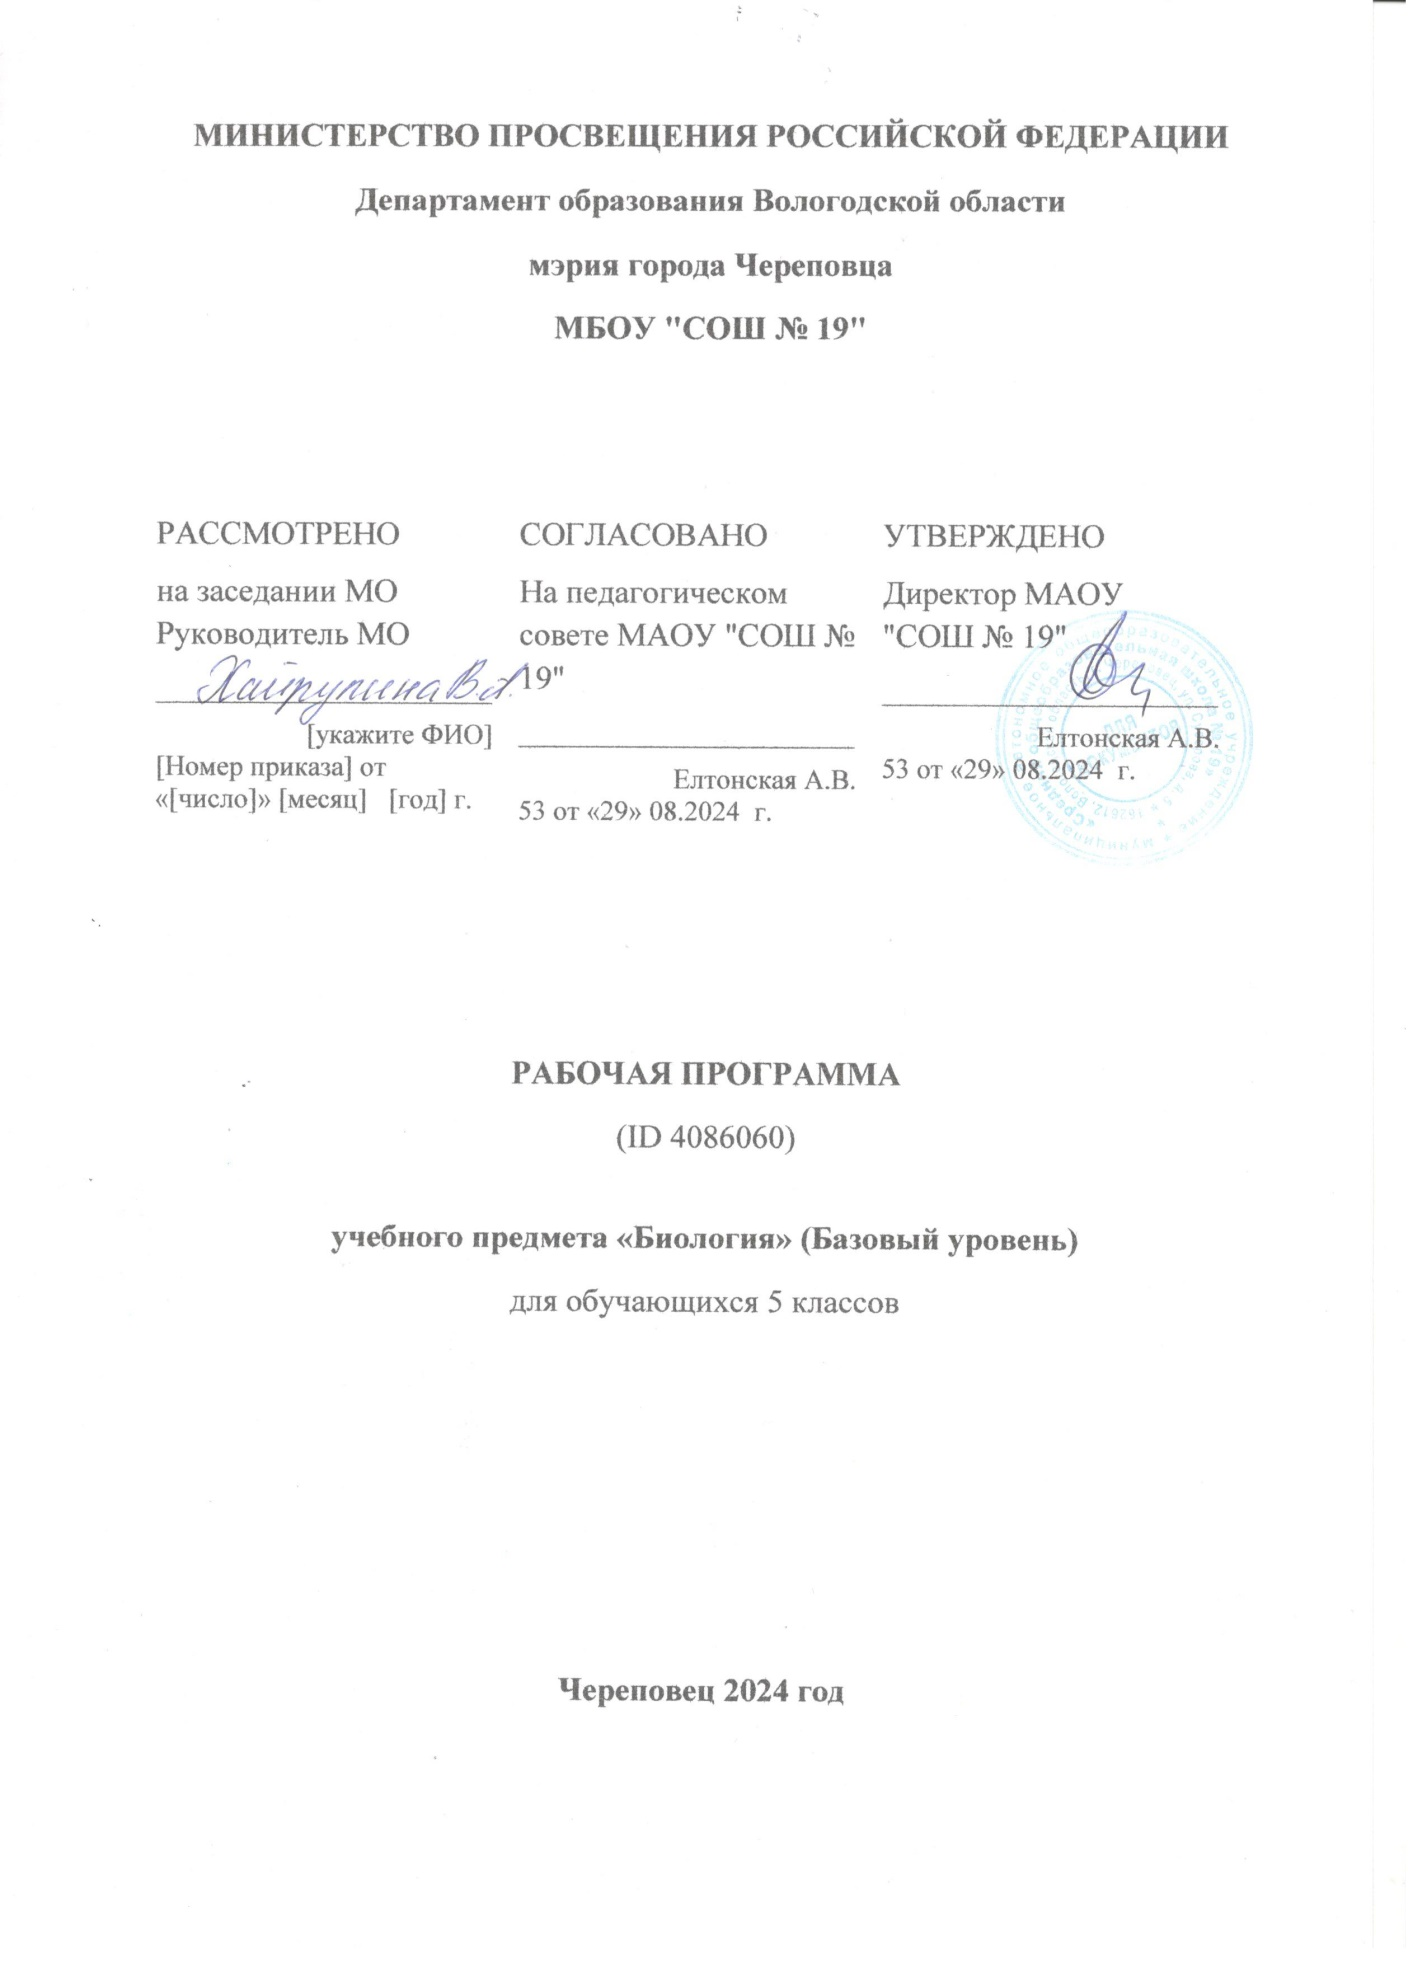 МИНИСТЕРСТВО ПРОСВЕЩЕНИЯ РОССИЙСКОЙ ФЕДЕРАЦИИ
Департамент образования Вологодской области
мэрия города Череповца
МБОУ "СОШ № 19"
РАССМОТРЕНО
на заседании МО
Руководитель МО
[укажите ФИО]
[Номер приказа] от
«[число]» [месяц] [год] г.
СОГЛАСОВАНО
На педагогическом
совете МАОУ "СОШ №
19"
Елтонская А.В.
53 от «29» 08.2024 г.
УТВЕРЖДЕНО
Директор МАОУ
"СОШ № 19"
Елтонская А.В.
53 от «29» 08.2024 г.
РАБОЧАЯ ПРОГРАММА
(ID 4086060)
учебного предмета «Биология» (Базовый уровень)
для обучающихся 5 классов
Череповец 2024 год